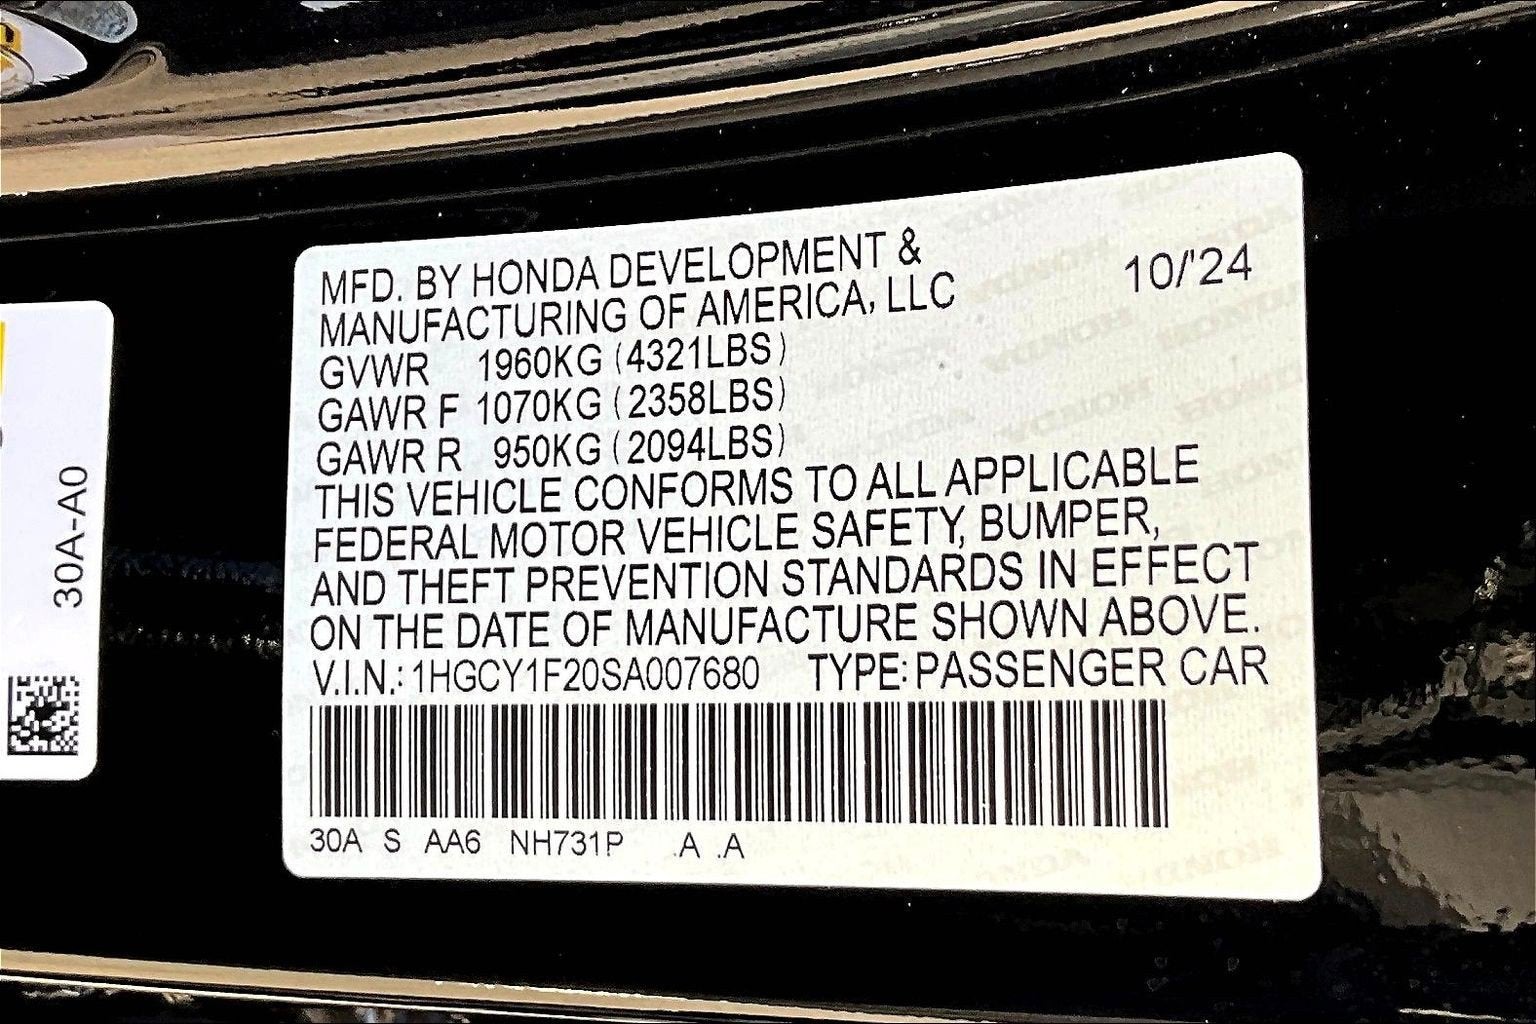 MFD. BY HONDA DEVELOPMENT &
MANUFACTURING OF AMERICA, LLC
10/'24
GVWR 1960KG (4321LBS)
GAWR F 1070KG (2358LBS)
GAWR R 950KG (2094LBS)
THIS VEHICLE CONFORMS TO ALL APPLICABLE
FEDERAL MOTOR VEHICLE SAFETY, BUMPER,
AND THEFT PREVENTION STANDARDS IN EFFECT
ON THE DATE OF MANUFACTURE SHOWN ABOVE.
V.I.N.: 1HGCY1F20SA007680 TYPE: PASSENGER CAR
30A S AA6 NH731P .A .A
30A-A0